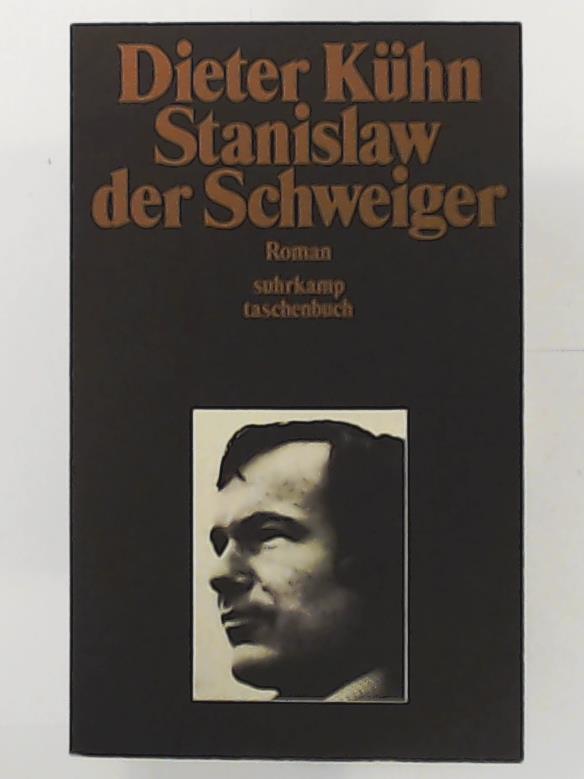 Dieter Kühn
Stanislaw
der Schweiger
Roman
suhrkamp
taschenbuch